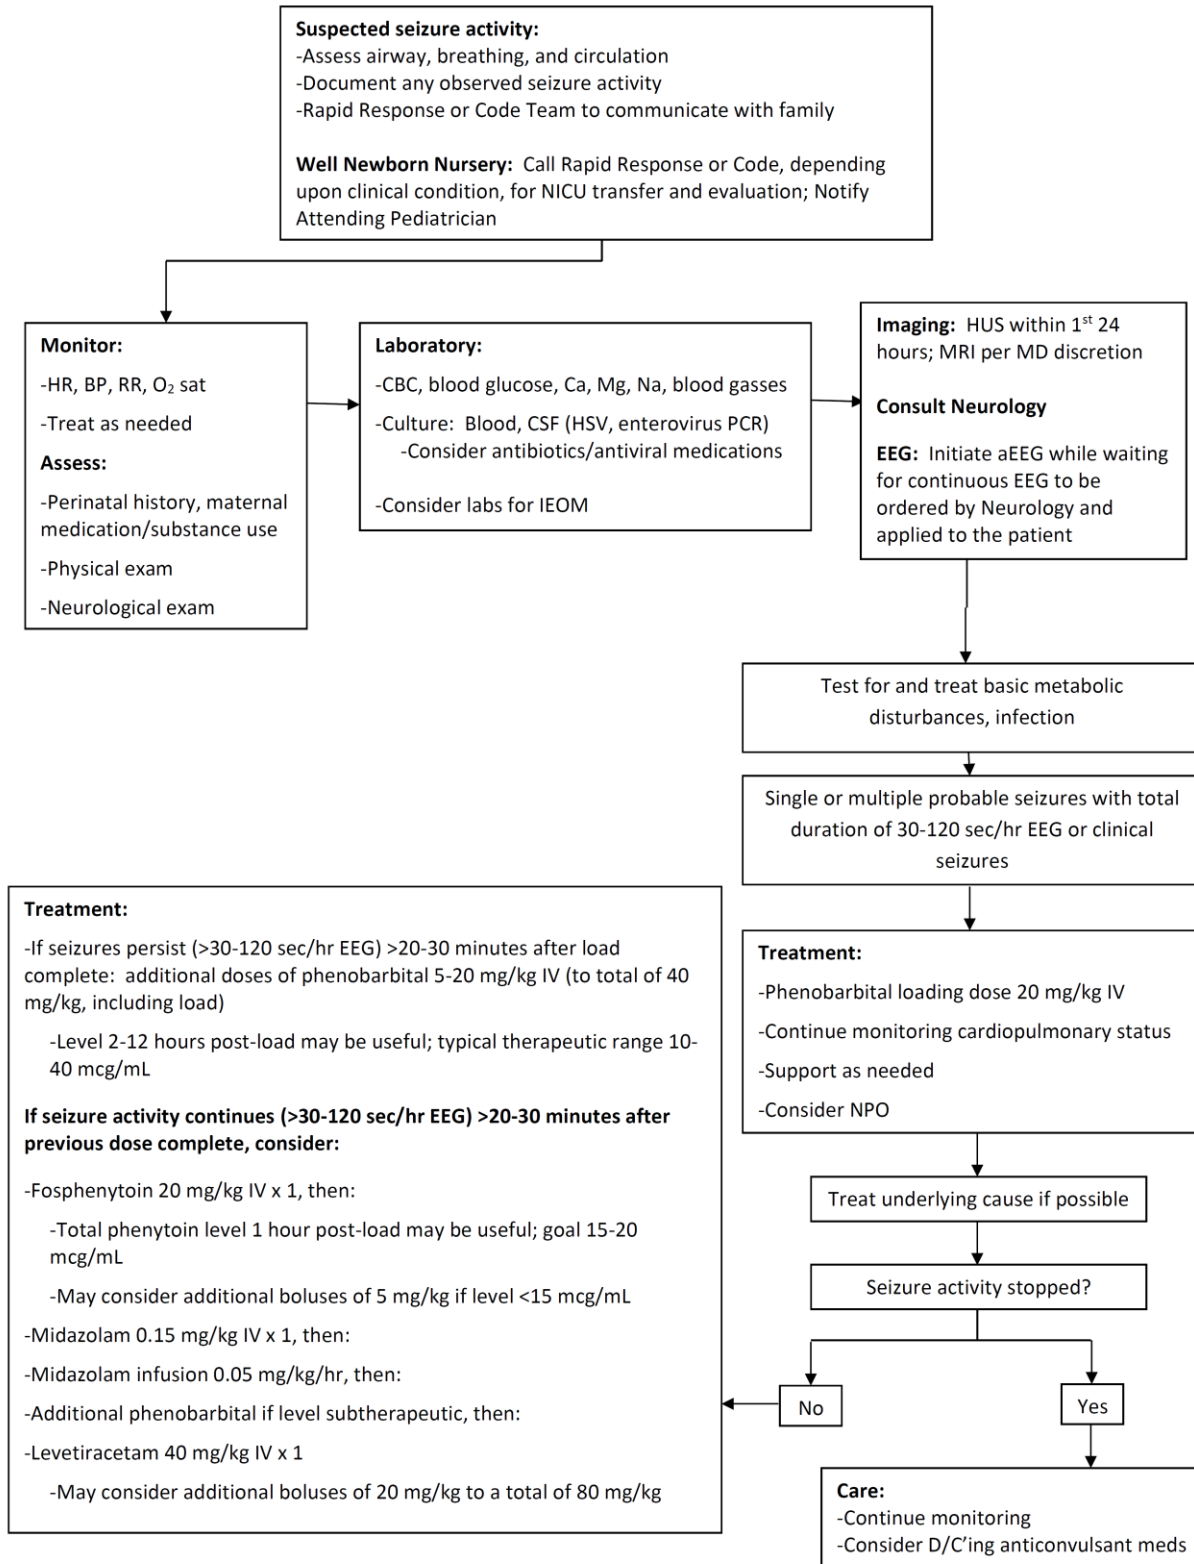 Suspected seizure activity:
-Assess airway, breathing, and circulation
-Document any observed seizure activity
-Rapid Response or Code Team to communicate with family
Well Newborn Nursery:  Call Rapid Response or Code, depending
upon clinical condition, for NICU transfer and evaluation; Notify
Attending Pediatrician
Monitor:
-HR, BP, RR, O₂ sat
-Treat as needed
Assess:
-Perinatal history, maternal
medication/substance use
-Physical exam
-Neurological exam
Laboratory:
-CBC, blood glucose, Ca, Mg, Na, blood gasses
-Culture:  Blood, CSF (HSV, enterovirus PCR)
-Consider antibiotics/antiviral medications
-Consider labs for IEOM
Imaging:  HUS within 1st 24
hours; MRI per MD discretion
Consult Neurology
EEG:  Initiate aEEG while waiting
for continuous EEG to be
ordered by Neurology and
applied to the patient
Test for and treat basic metabolic
disturbances, infection
Single or multiple probable seizures with total
duration of 30-120 sec/hr EEG or clinical
seizures
Treatment:
-Phenobarbital loading dose 20 mg/kg IV
-Continue monitoring cardiopulmonary status
-Support as needed
-Consider NPO
Treat underlying cause if possible
Seizure activity stopped?
No
Yes
Treatment:
-If seizures persist (>30-120 sec/hr EEG) >20-30 minutes after load
complete:  additional doses of phenobarbital 5-20 mg/kg IV (to total of 40
mg/kg, including load)
-Level 2-12 hours post-load may be useful; typical therapeutic range 10-
40 mcg/mL
If seizure activity continues (>30-120 sec/hr EEG) >20-30 minutes after
previous dose complete, consider:
-Fosphenytoin 20 mg/kg IV x 1, then:
-Total phenytoin level 1 hour post-load may be useful; goal 15-20
mcg/mL
-May consider additional boluses of 5 mg/kg if level <15 mcg/mL
-Midazolam 0.15 mg/kg IV x 1, then:
-Midazolam infusion 0.05 mg/kg/hr, then:
-Additional phenobarbital if level subtherapeutic, then:
-Levetiracetam 40 mg/kg IV x 1
-May consider additional boluses of 20 mg/kg to a total of 80 mg/kg
Care:
-Continue monitoring
-Consider D/C'ing anticonvulsant meds